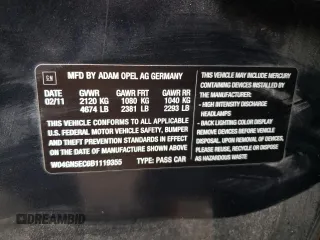 GM
MFD BY ADAM OPEL AG GERMANY
DATE GVWR GAWR FRT GAWR RR
02/11 2120 KG 1080 KG 1040 KG
4674 LB 2381 LB 2293 LB
THIS VEHICLE CONFORMS TO ALL APPLICABLE
U.S. FEDERAL MOTOR VEHICLE SAFETY, BUMPER
AND THEFT PREVENTION STANDARDS IN
EFFECT ON THE DATE OF MANUFACTURE
SHOWN ABOVE.
W04GN5EC8B1119355 TYPE: PASS CAR
THIS VEHICLE MAY HAVE MERCURY
CONTAINING DEVICES INSTALLED BY
THE MANUFACTURER:
- HIGH INTENSITY DISCHARGE
HEADLIGHTS
- BACK LIGHTING COLOR DISPLAY
REMOVE DEVICES BEFORE VEHICLE
DISPOSAL. UPON REMOVAL OF
DEVICES PLEASE REUSE,
RECYCLE OR DISPOSE
AS HAZARDOUS WASTE
DREAMBID